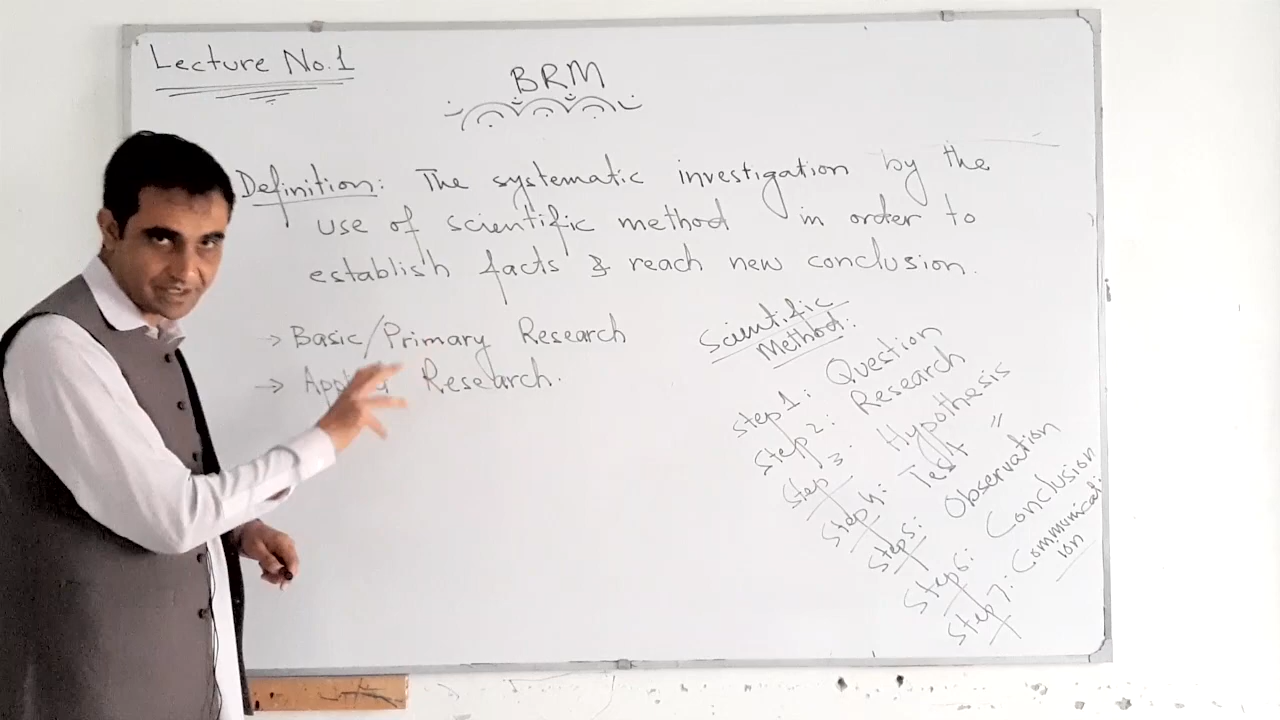 Lecture No.1
BRM
Definition: The systematic investigation by the
use of scientific method in order to
establish facts & reach new conclusion.
→ Basic/Primary Research
→ Research.
Scientific
Method:
Step 1: Question
Step 2: Research
Step 3: Hypothesis
Step 4: Test "
Step 5: Observation
Step 6: Conclusion
Step 7: Communicat
ion